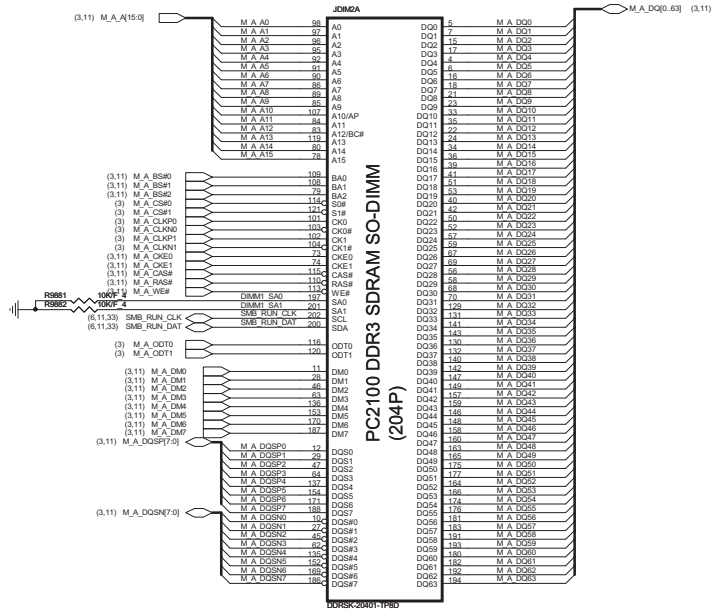 JDIM2A
(3,11) M_A_A[15:0]
M_A_A0 98 A0
M_A_A1 97 A1
M_A_A2 96 A2
M_A_A3 95 A3
M_A_A4 92 A4
M_A_A5 91 A5
M_A_A6 90 A6
M_A_A7 86 A7
M_A_A8 89 A8
M_A_A9 85 A9
M_A_A10 107 A10/AP
M_A_A11 84 A11
M_A_A12 83 A12/BC#
M_A_A13 119 A13
M_A_A14 80 A14
M_A_A15 78 A15
(3,11) M_A_BS#0 109 BA0
(3,11) M_A_BS#1 108 BA1
(3,11) M_A_BS#2 79 BA2
(3) M_A_CS#0 114 S0#
(3) M_A_CS#1 121 S1#
(3) M_A_CLKP0 101 CK0
(3) M_A_CLKN0 103 CK0#
(3) M_A_CLKP1 102 CK1
(3) M_A_CLKN1 104 CK1#
(3,11) M_A_CKE0 73 CKE0
(3,11) M_A_CKE1 74 CKE1
(3,11) M_A_CAS# 115 CAS#
(3,11) M_A_RAS# 110 RAS#
(3,11) M_A_WE# 113 WE#
R9881 10K/F_4 DIMM1_SA0 197 SA0
R9882 10K/F_4 DIMM1_SA1 201 SA1
(6,11,33) SMB_RUN_CLK SMB_RUN_CLK 202 SCL
(6,11,33) SMB_RUN_DAT SMB_RUN_DAT 200 SDA
(3) M_A_ODT0 116 ODT0
(3) M_A_ODT1 120 ODT1
(3,11) M_A_DM0 11 DM0
(3,11) M_A_DM1 28 DM1
(3,11) M_A_DM2 46 DM2
(3,11) M_A_DM3 63 DM3
(3,11) M_A_DM4 136 DM4
(3,11) M_A_DM5 153 DM5
(3,11) M_A_DM6 170 DM6
(3,11) M_A_DM7 187 DM7
(3,11) M_A_DQSP[7:0]
M_A_DQSP0 12 DQS0
M_A_DQSP1 29 DQS1
M_A_DQSP2 47 DQS2
M_A_DQSP3 64 DQS3
M_A_DQSP4 137 DQS4
M_A_DQSP5 154 DQS5
M_A_DQSP6 171 DQS6
M_A_DQSP7 188 DQS7
(3,11) M_A_DQSN[7:0]
M_A_DQSN0 10 DQS#0
M_A_DQSN1 27 DQS#1
M_A_DQSN2 45 DQS#2
M_A_DQSN3 62 DQS#3
M_A_DQSN4 135 DQS#4
M_A_DQSN5 152 DQS#5
M_A_DQSN6 169 DQS#6
M_A_DQSN7 186 DQS#7
PC2100 DDR3 SDRAM SO-DIMM
(204P)
M_A_DQ[0..63] (3,11)
DQ0 5 M_A_DQ0
DQ1 7 M_A_DQ1
DQ2 15 M_A_DQ2
DQ3 17 M_A_DQ3
DQ4 4 M_A_DQ4
DQ5 6 M_A_DQ5
DQ6 16 M_A_DQ6
DQ7 18 M_A_DQ7
DQ8 21 M_A_DQ8
DQ9 23 M_A_DQ9
DQ10 33 M_A_DQ10
DQ11 35 M_A_DQ11
DQ12 22 M_A_DQ12
DQ13 24 M_A_DQ13
DQ14 34 M_A_DQ14
DQ15 36 M_A_DQ15
DQ16 39 M_A_DQ16
DQ17 41 M_A_DQ17
DQ18 51 M_A_DQ18
DQ19 53 M_A_DQ19
DQ20 40 M_A_DQ20
DQ21 42 M_A_DQ21
DQ22 50 M_A_DQ22
DQ23 52 M_A_DQ23
DQ24 57 M_A_DQ24
DQ25 59 M_A_DQ25
DQ26 67 M_A_DQ26
DQ27 69 M_A_DQ27
DQ28 56 M_A_DQ28
DQ29 58 M_A_DQ29
DQ30 68 M_A_DQ30
DQ31 70 M_A_DQ31
DQ32 129 M_A_DQ32
DQ33 131 M_A_DQ33
DQ34 141 M_A_DQ34
DQ35 143 M_A_DQ35
DQ36 130 M_A_DQ36
DQ37 132 M_A_DQ37
DQ38 140 M_A_DQ38
DQ39 142 M_A_DQ39
DQ40 147 M_A_DQ40
DQ41 149 M_A_DQ41
DQ42 157 M_A_DQ42
DQ43 159 M_A_DQ43
DQ44 146 M_A_DQ44
DQ45 148 M_A_DQ45
DQ46 158 M_A_DQ46
DQ47 160 M_A_DQ47
DQ48 163 M_A_DQ48
DQ49 165 M_A_DQ49
DQ50 175 M_A_DQ50
DQ51 177 M_A_DQ51
DQ52 164 M_A_DQ52
DQ53 166 M_A_DQ53
DQ54 174 M_A_DQ54
DQ55 176 M_A_DQ55
DQ56 181 M_A_DQ56
DQ57 183 M_A_DQ57
DQ58 191 M_A_DQ58
DQ59 193 M_A_DQ59
DQ60 180 M_A_DQ60
DQ61 182 M_A_DQ61
DQ62 192 M_A_DQ62
DQ63 194 M_A_DQ63
DDRSK-20401-TP8D